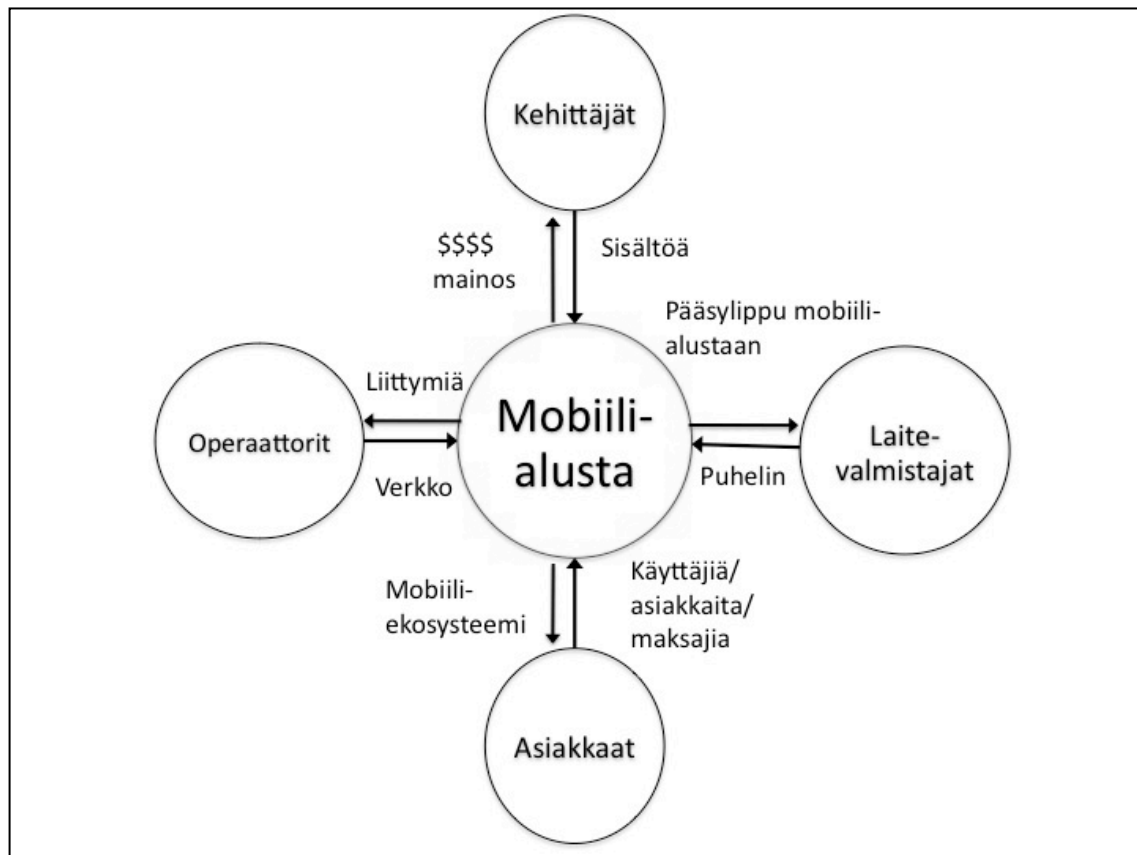 Kehittäjät
$$$$
mainos
Sisältöä
Pääsylippu mobiili-
alustaan
Liittymiä
Operaattorit
Verkko
Mobiili-
alusta
Puhelin
Laite-
valmistajat
Mobiili-
ekosysteemi
Käyttäjiä/
asiakkaita/
maksajia
Asiakkaat